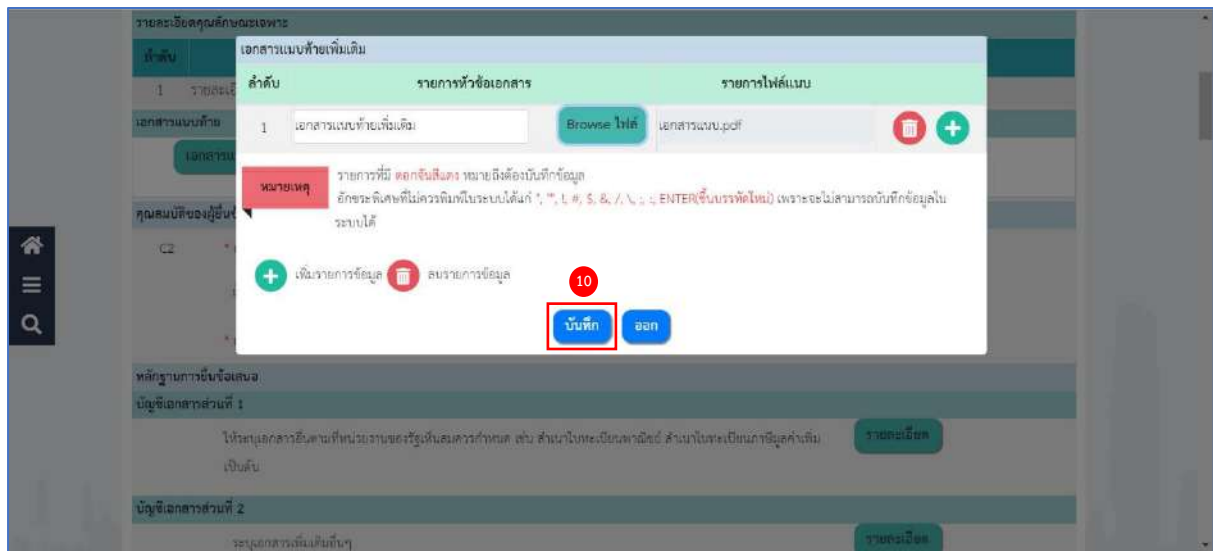 รายละเอียดคุณลักษณะเฉพาะ
ลำดับ
1 รายละเอี
เอกสารแนบท้าย
คุณสมบัติของผู้ยื่นข้
C2 *
*
เอกสารแนบท้ายเพิ่มเติม
ลำดับ รายการหัวข้อเอกสาร รายการไฟล์แนบ
1 เอกสารแนบท้ายเพิ่มเติม Browse ไฟล์ เอกสารแนบ.pdf
หมายเหตุ
รายการที่มี ดอกจันสีแดง หมายถึงต้องบันทึกข้อมูล
อักขระพิเศษที่ไม่ควรพิมพ์ในระบบได้แก่ ', ", !, #, $, &, /, \, ; , :, ENTER(ขึ้นบรรทัดใหม่) เพราะจะไม่สามารถบันทึกข้อมูลใน
ระบบได้
เพิ่มรายการข้อมูล ลบรายการข้อมูล
10
บันทึก ออก
หลักฐานการยื่นข้อเสนอ
บัญชีเอกสารส่วนที่ 1
ให้ระบุเอกสารอื่นตามที่หน่วยงานของรัฐเห็นสมควรกำหนด เช่น สำเนาใบทะเบียนพาณิชย์ สำเนาใบทะเบียนภาษีมูลค่าเพิ่ม รายละเอียด
เป็นต้น
บัญชีเอกสารส่วนที่ 2
ระบุเอกสารเพิ่มเติมอื่นๆ รายละเอียด